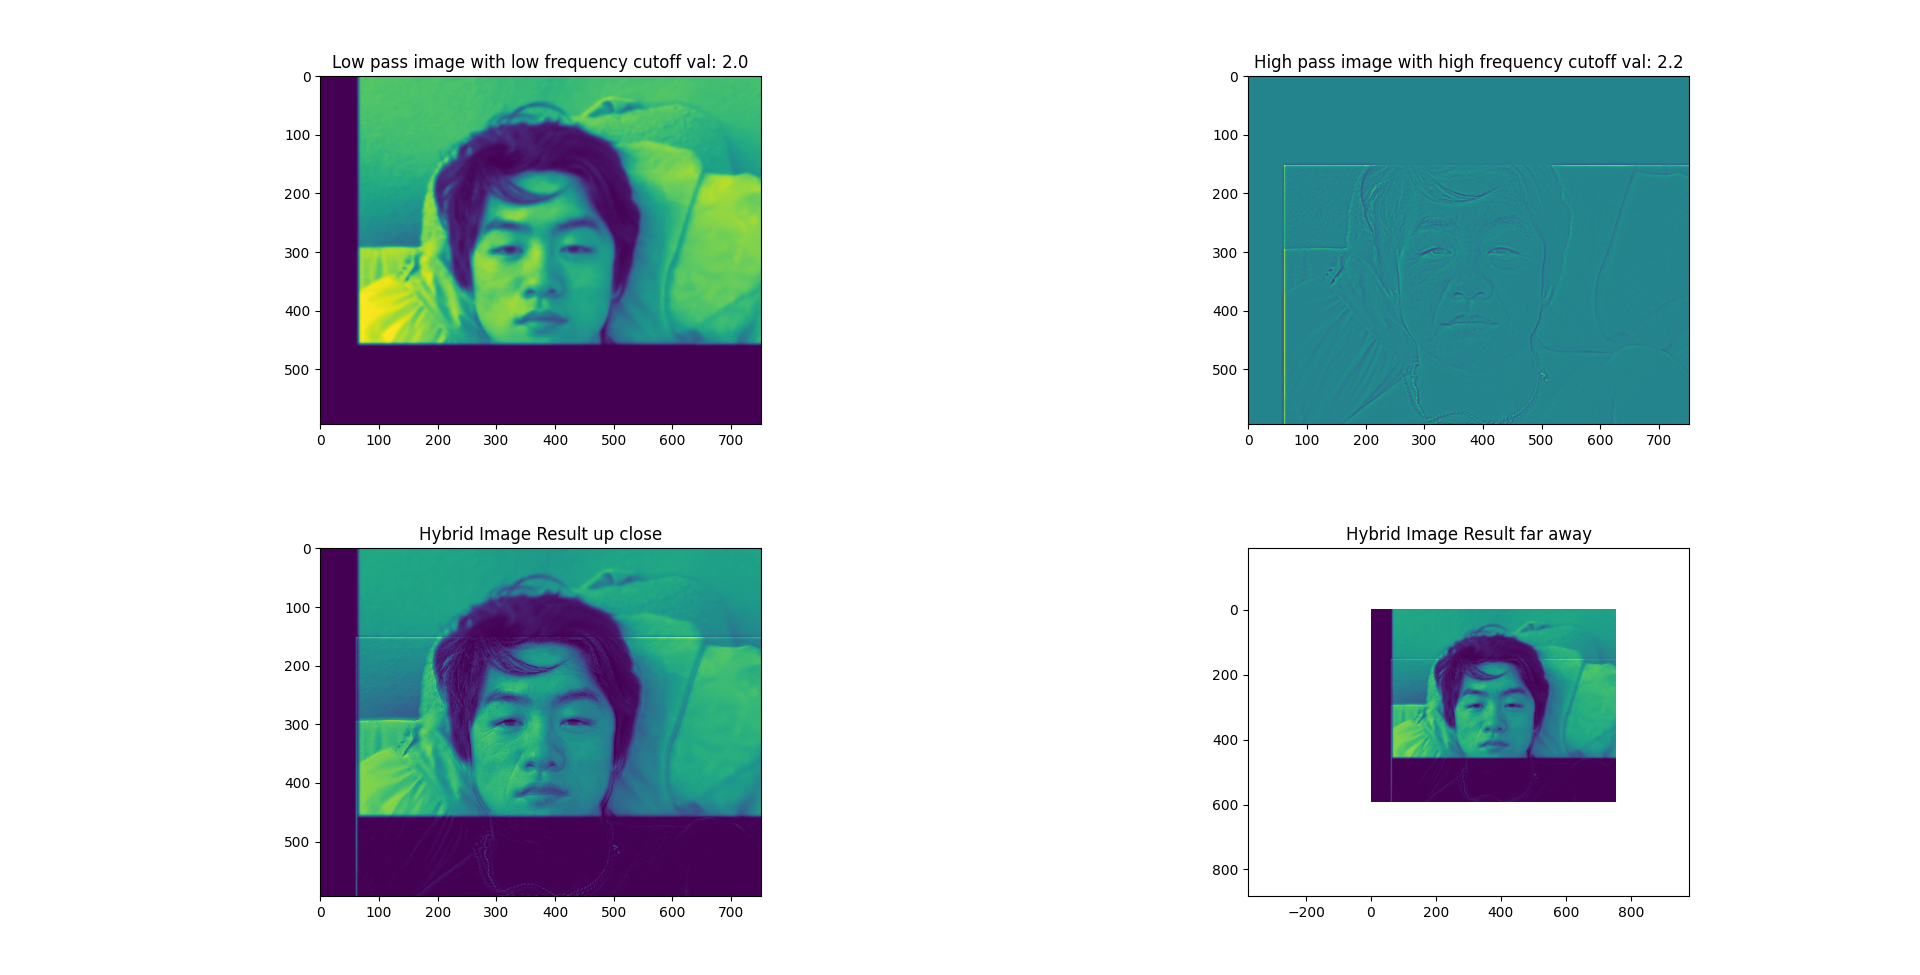 Low pass image with low frequency cutoff val: 2.0
0
100
200
300
400
500
0 100 200 300 400 500 600 700
High pass image with high frequency cutoff val: 2.2
0
100
200
300
400
500
0 100 200 300 400 500 600 700
Hybrid Image Result up close
0
100
200
300
400
500
0 100 200 300 400 500 600 700
Hybrid Image Result far away
0
200
400
600
800
−200 0 200 400 600 800